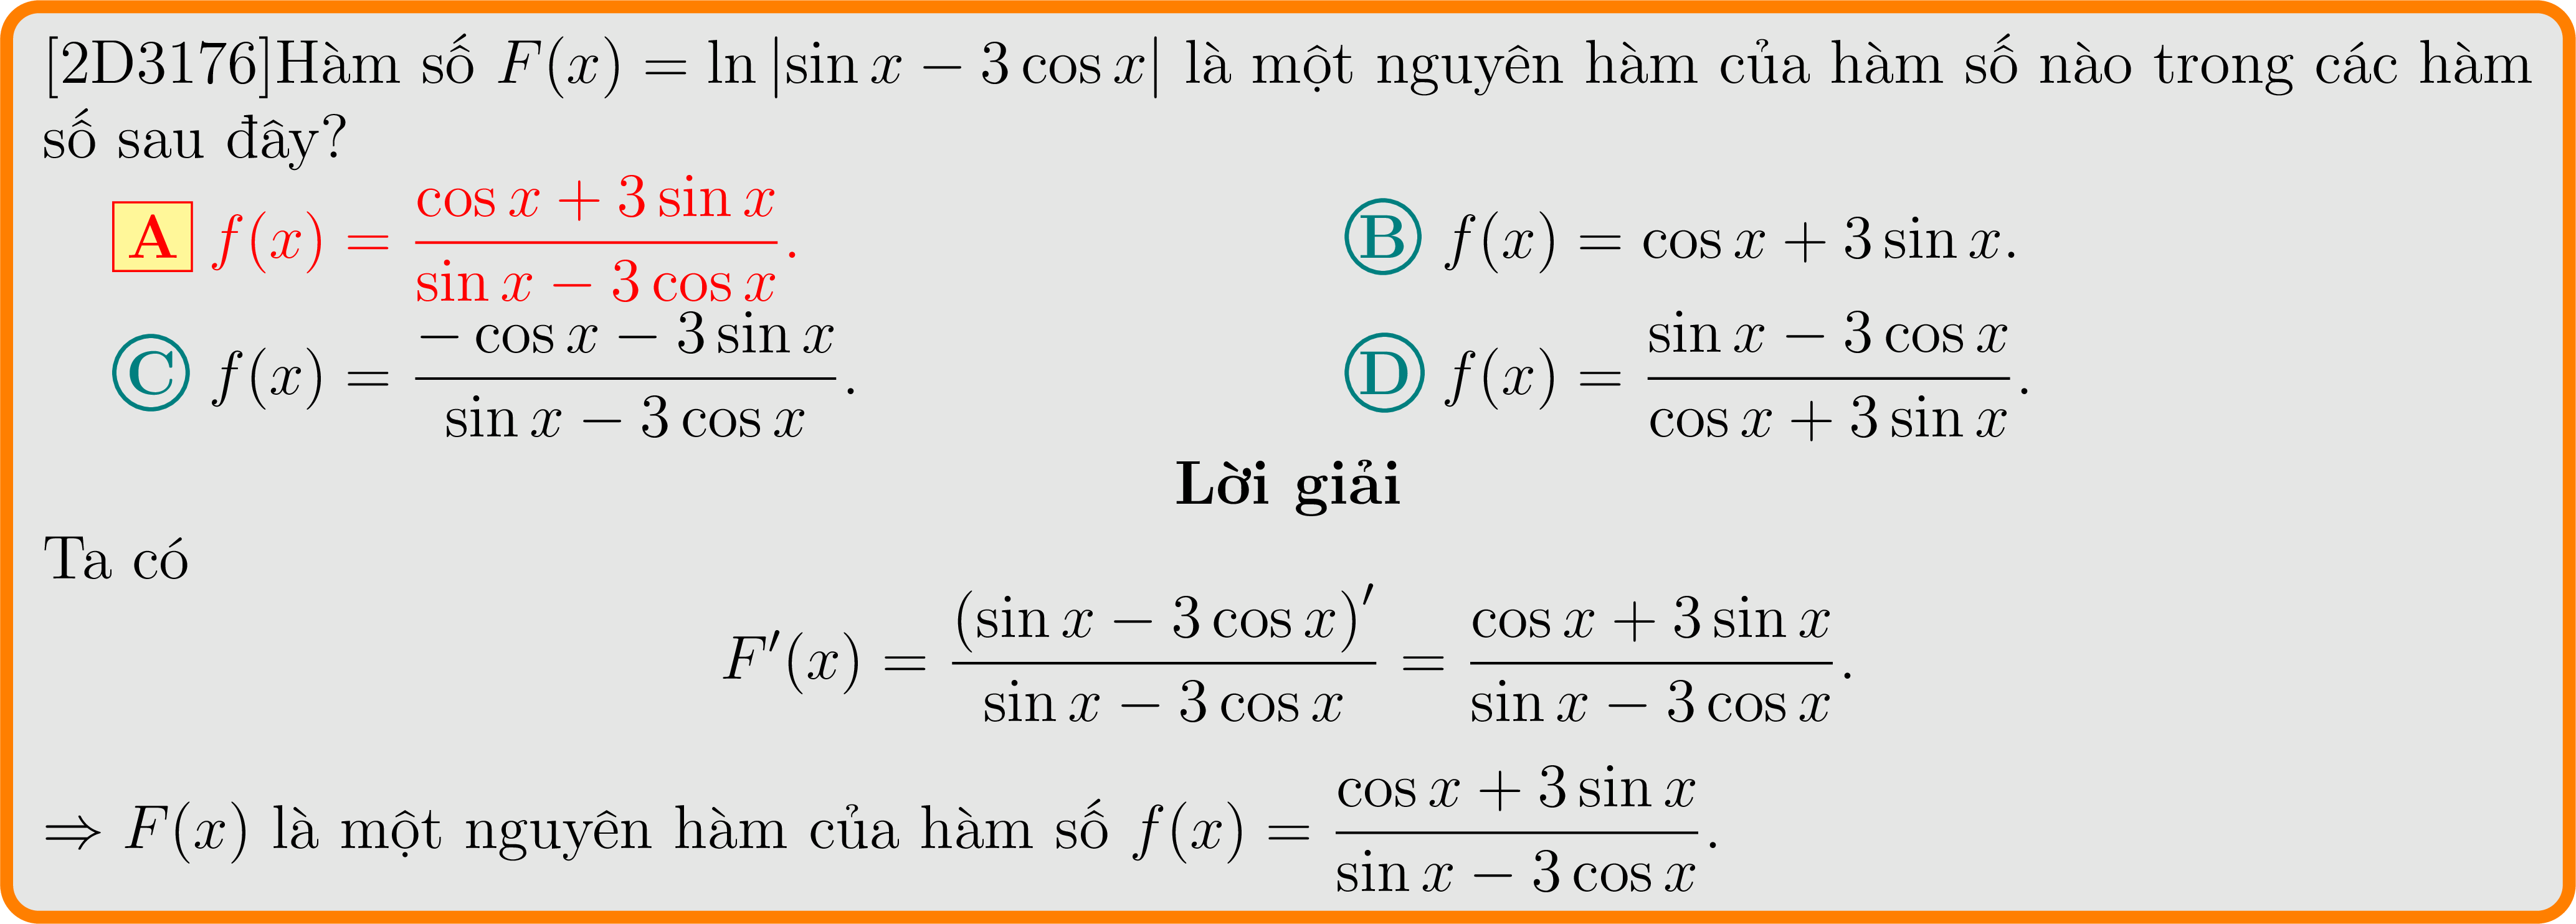 [2D3176]Hàm số F(x) = ln |sin x − 3 cos x| là một nguyên hàm của hàm số nào trong các hàm
số sau đây?
A f(x) = \frac{cos x + 3 sin x}{sin x − 3 cos x}. B f(x) = cos x + 3 sin x.
C f(x) = \frac{− cos x − 3 sin x}{sin x − 3 cos x}. D f(x) = \frac{sin x − 3 cos x}{cos x + 3 sin x}.
Lời giải
Ta có
F′(x) = \frac{(sin x − 3 cos x)′}{sin x − 3 cos x} = \frac{cos x + 3 sin x}{sin x − 3 cos x}.
⇒ F(x) là một nguyên hàm của hàm số f(x) = \frac{cos x + 3 sin x}{sin x − 3 cos x}.